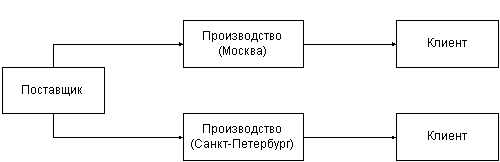 Производство
(Москва)
Клиент
Поставщик
Производство
(Санкт-Петербург)
Клиент